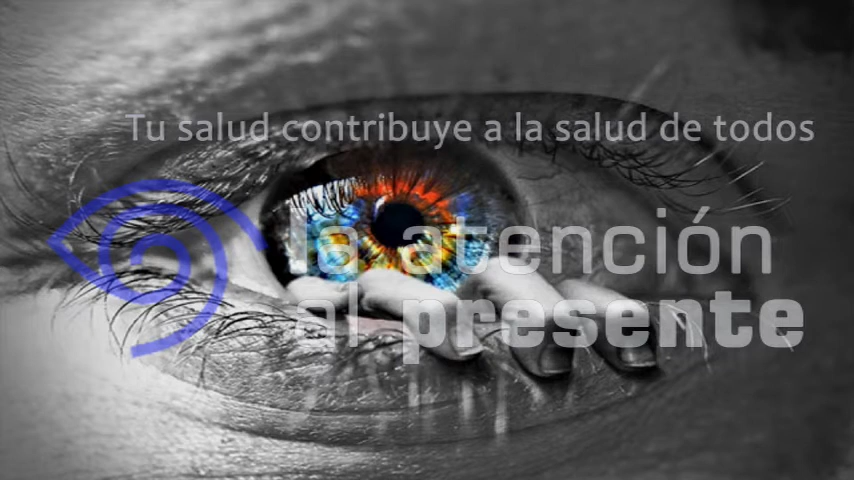 Tu salud contribuye a la salud de todos
la atención
al presente